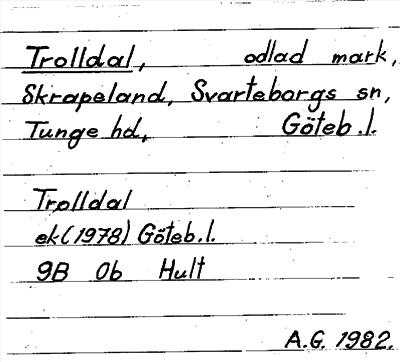 Trolldal, odlad mark,
Skrapeland, Svarteborgs sn,
Tunge hd, Göteb.l.
Trolldal
ek(1978) Göteb.l.
9B 0b Hult
A.G. 1982.